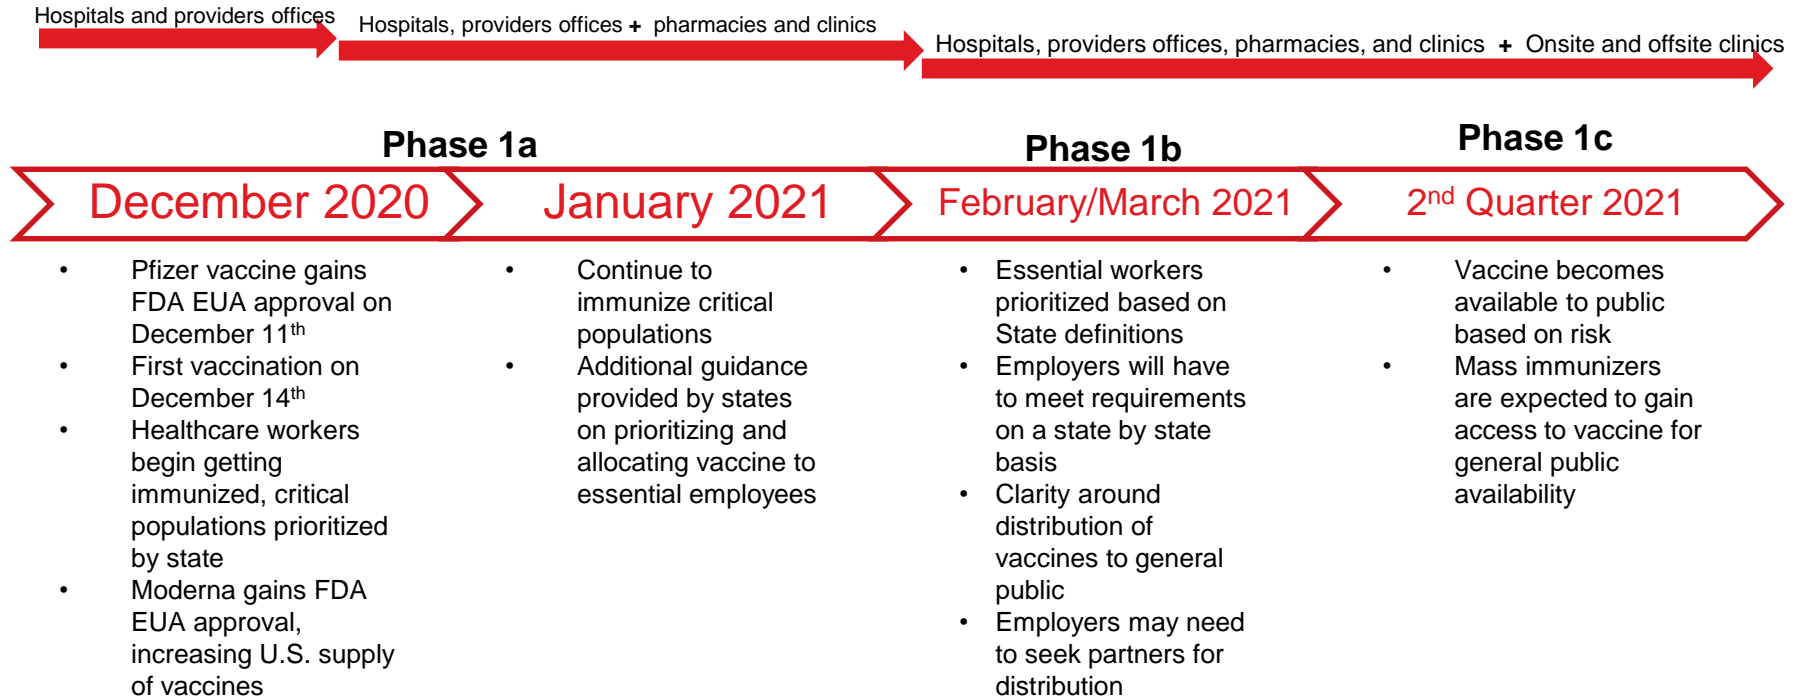 Hospitals and providers offices
Hospitals, providers offices + pharmacies and clinics
Hospitals, providers offices, pharmacies, and clinics + Onsite and offsite clinics
Phase 1a
Phase 1b
Phase 1c
December 2020
January 2021
February/March 2021
2nd Quarter 2021
• Pfizer vaccine gains
FDA EUA approval on
December 11th
• First vaccination on
December 14th
• Healthcare workers
begin getting
immunized, critical
populations prioritized
by state
• Moderna gains FDA
EUA approval,
increasing U.S. supply
of vaccines
• Continue to
immunize critical
populations
• Additional guidance
provided by states
on prioritizing and
allocating vaccine to
essential employees
• Essential workers
prioritized based on
State definitions
• Employers will have
to meet requirements
on a state by state
basis
• Clarity around
distribution of
vaccines to general
public
• Employers may need
to seek partners for
distribution
• Vaccine becomes
available to public
based on risk
• Mass immunizers
are expected to gain
access to vaccine for
general public
availability